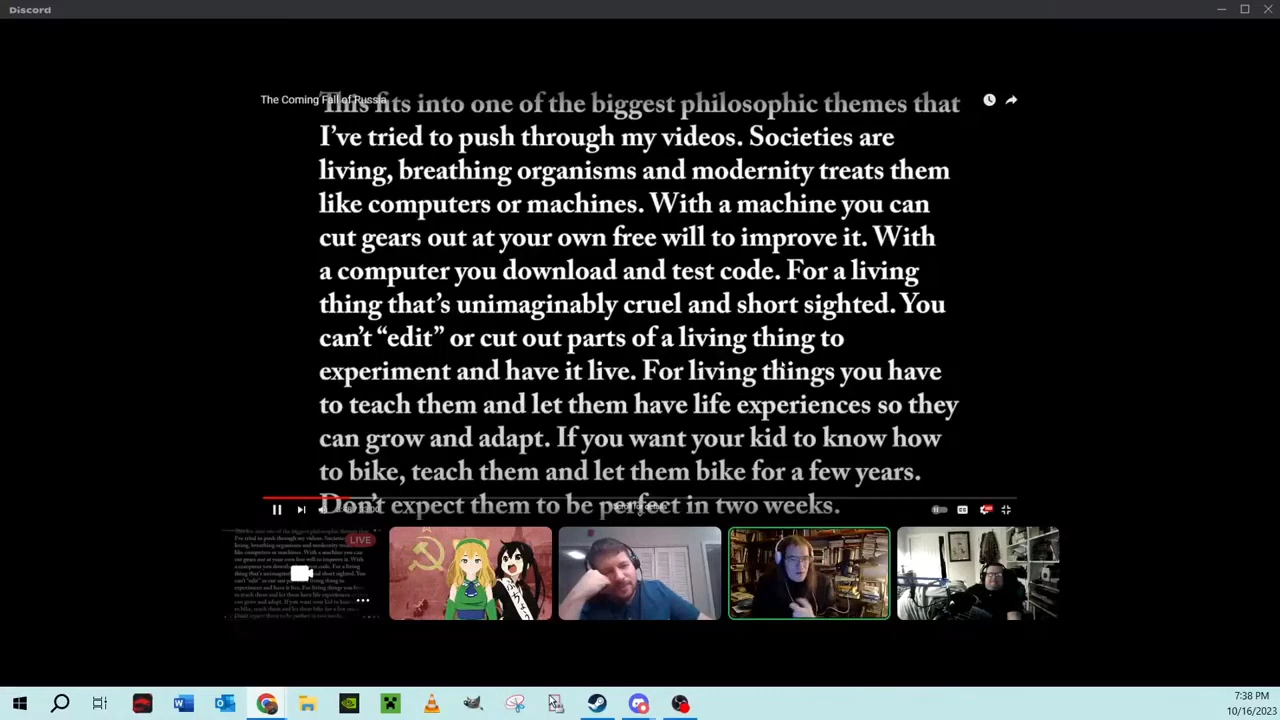 Discord
The Coming Fall of Russia
This fits into one of the biggest philosophic themes that
I've tried to push through my videos. Societies are
living, breathing organisms and modernity treats them
like computers or machines. With a machine you can
cut gears out at your own free will to improve it. With
a computer you download and test code. For a living
thing that's unimaginably cruel and short sighted. You
can't “edit” or cut out parts of a living thing to
experiment and have it live. For living things you have
to teach them and let them have life experiences so they
can grow and adapt. If you want your kid to know how
to bike, teach them and let them bike for a few years.
Don't expect them to be perfect in two weeks.
LIVE
7:38 PM
10/16/2023